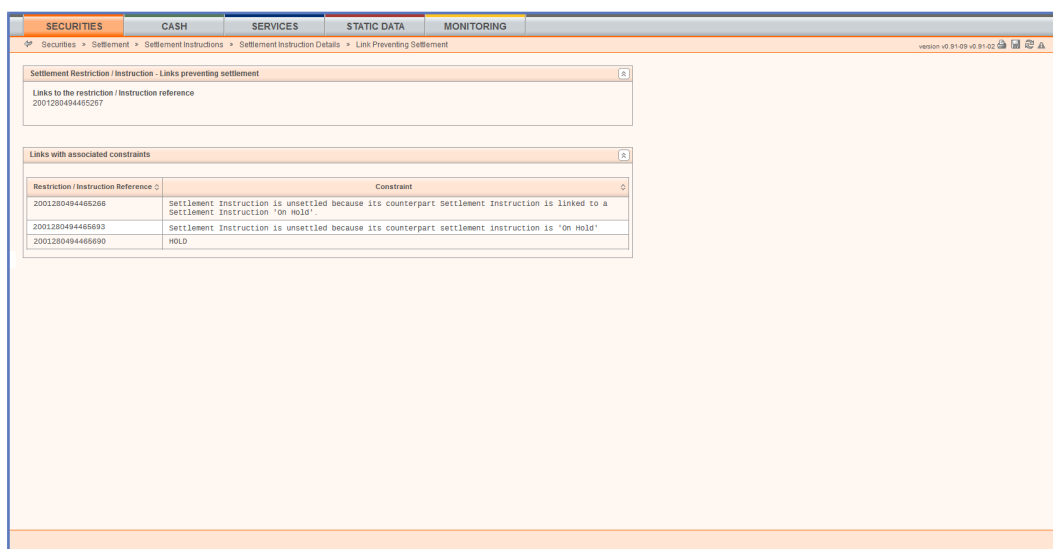 SECURITIES CASH SERVICES STATIC DATA MONITORING
Securities » Settlement » Settlement Instructions » Settlement Instruction Details » Link Preventing Settlement version v0.91-09 v0.91-02
Settlement Restriction / Instruction - Links preventing settlement
Links to the restriction / Instruction reference
2001280494465267
Links with associated constraints
Restriction / Instruction Reference Constraint
2001280494465266 Settlement Instruction is unsettled because its counterpart Settlement Instruction is linked to a
Settlement Instruction 'On Hold'.
2001280494465693 Settlement Instruction is unsettled because its counterpart settlement instruction is 'On Hold'
2001280494465690 HOLD